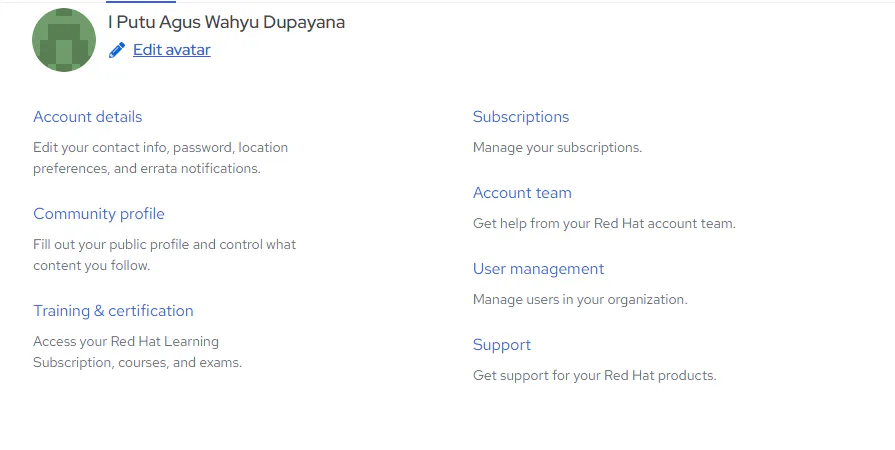 I Putu Agus Wahyu Dupayana
Edit avatar
Account details
Edit your contact info, password, location
preferences, and errata notifications.
Community profile
Fill out your public profile and control what
content you follow.
Training & certification
Access your Red Hat Learning
Subscription, courses, and exams.
Subscriptions
Manage your subscriptions.
Account team
Get help from your Red Hat account team.
User management
Manage users in your organization.
Support
Get support for your Red Hat products.